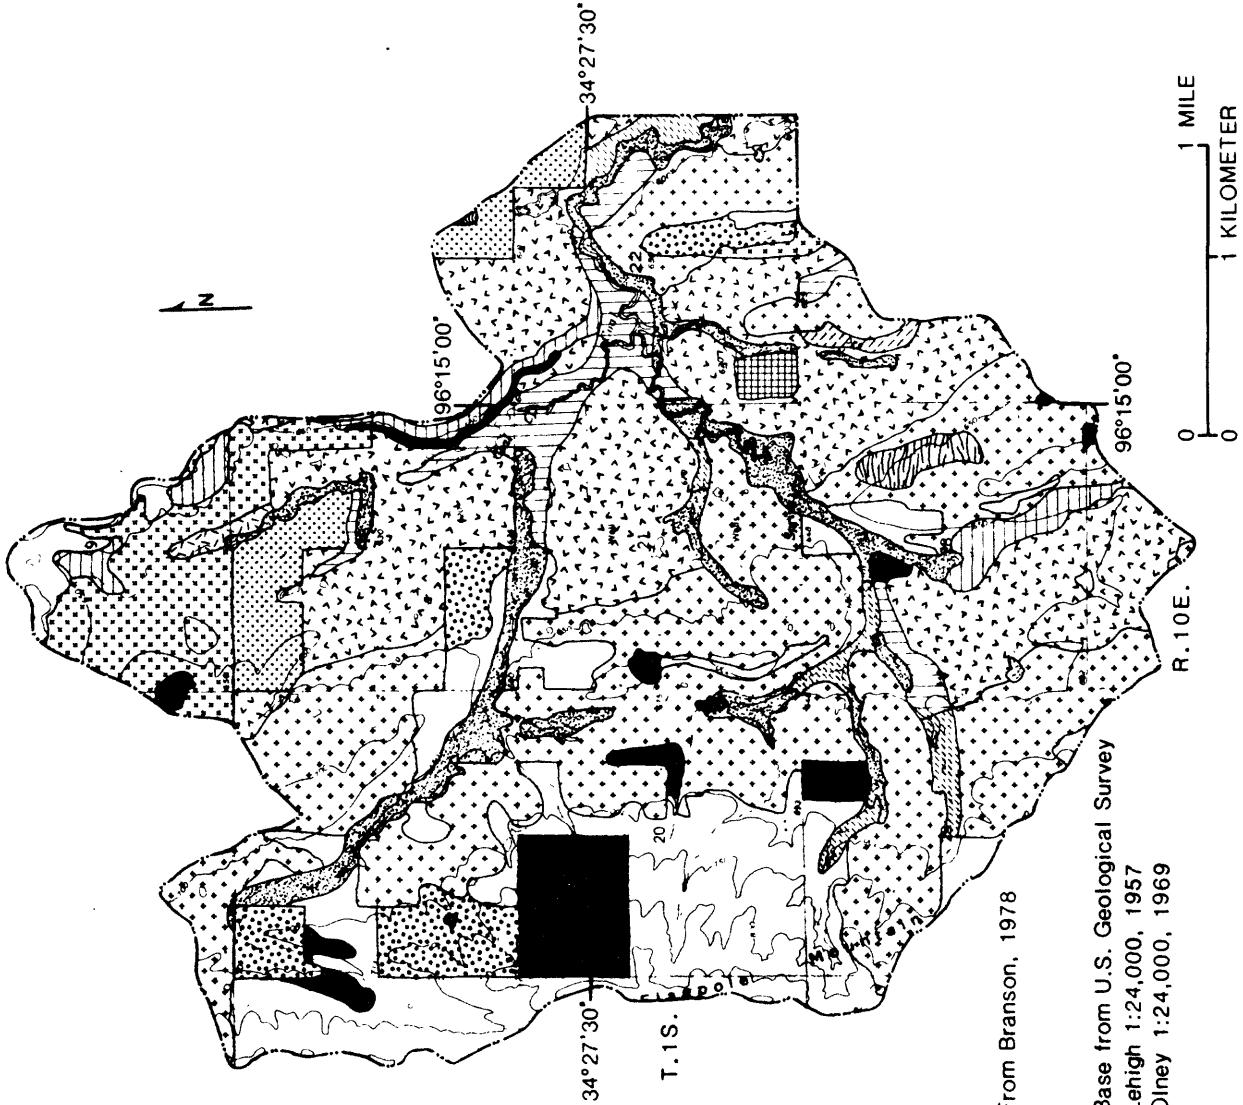 34°27'30"
N
96°15'00"
22
21
20
96°15'00"
34°27'30"
T.1S.
R.10E.
1 MILE
0
1 KILOMETER
0
From Branson, 1978
Base from U.S. Geological Survey
Lehigh 1:24,000, 1957
Olney 1:24,000, 1969